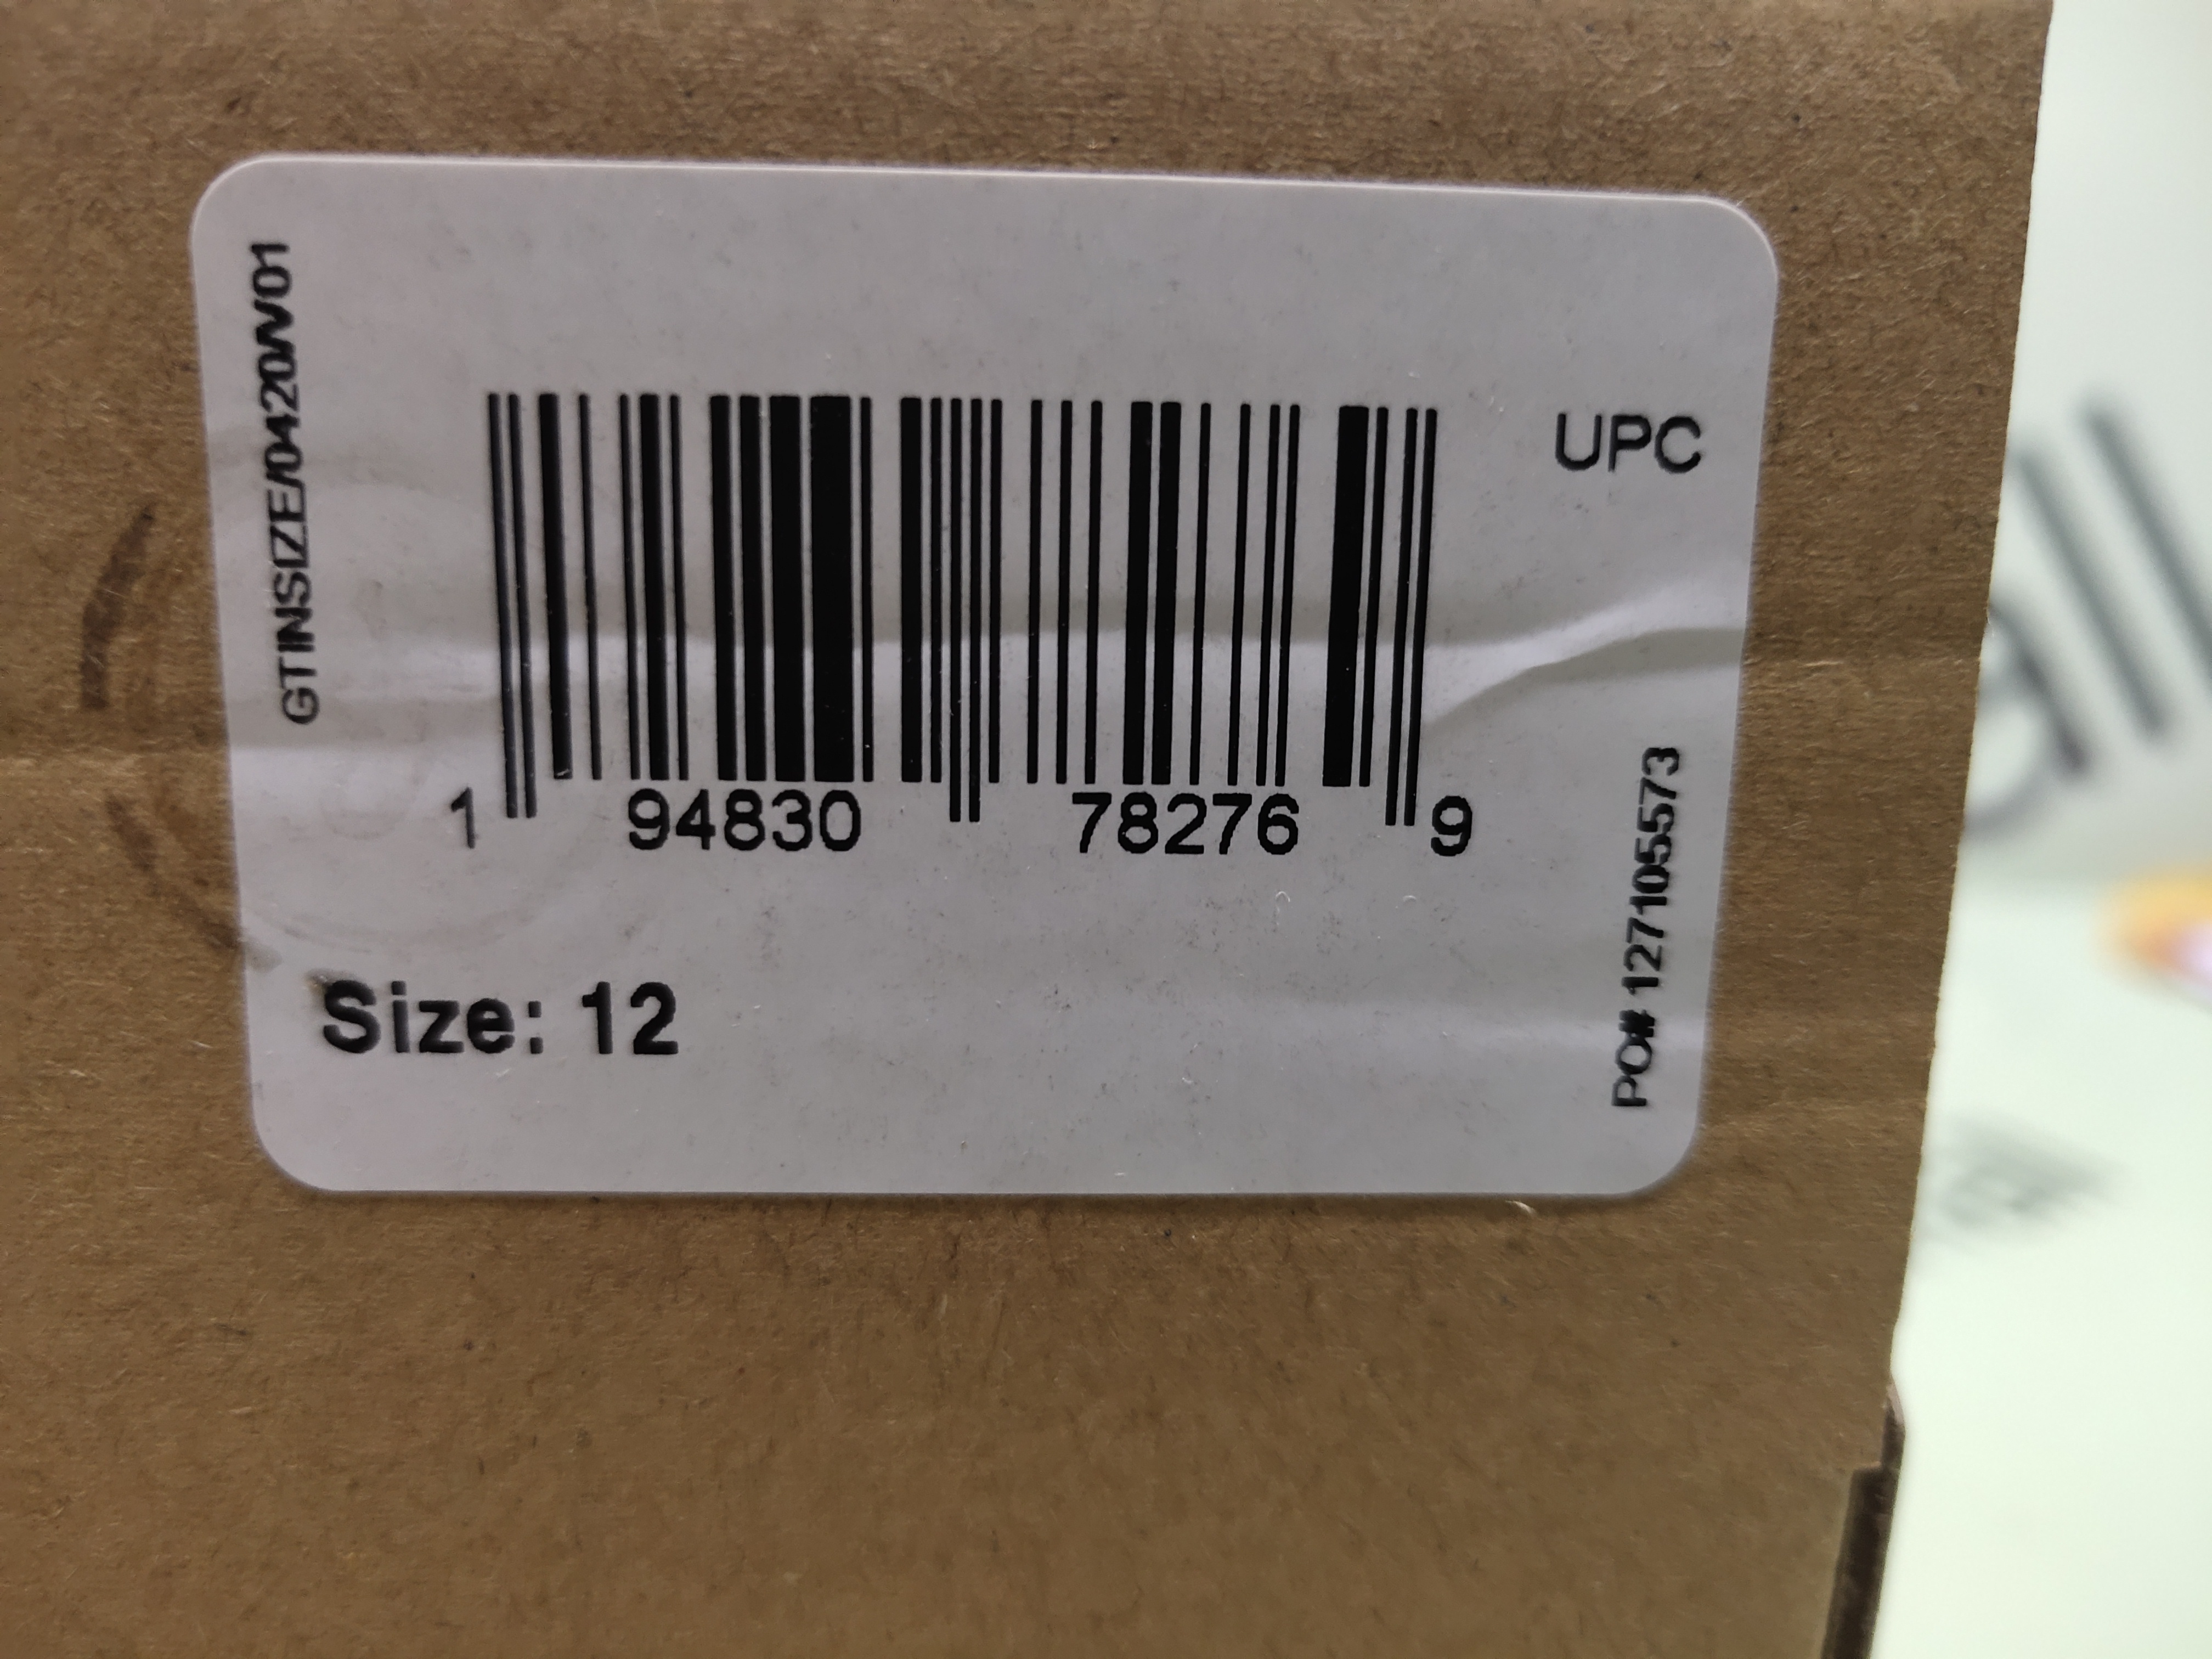 GTINSIZE/0420/V01
UPC
1 94830 78276 9
PO# 127105573
Size: 12